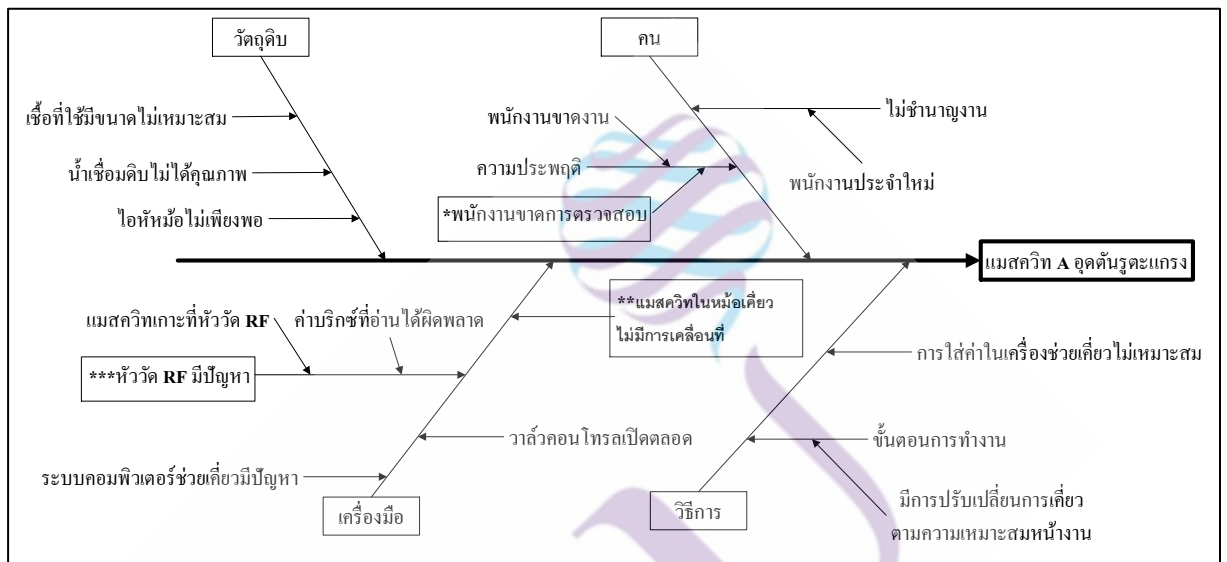 วัตถุดิบ
คน
เชื้อที่ใช้มีขนาดไม่เหมาะสม
น้ำเชื่อมดิบไม่ได้คุณภาพ
ไอหัหม้อไม่เพียงพอ
พนักงานขาดงาน
ความประพฤติ
*พนักงานขาดการตรวจสอบ
ไม่ชำนาญงาน
พนักงานประจำใหม่
แมสควิท A อุดตันรูตะแกรง
แมสควิทเกาะที่หัววัด RF
ค่าบริกซ์ที่อ่านได้ผิดพลาด
***หัววัด RF มีปัญหา
**แมสควิทในหม้อเคี่ยว
ไม่มีการเคลื่อนที่
วาล์วคอนโทรลเปิดตลอด
ระบบคอมพิวเตอร์ช่วยเคี่ยวมีปัญหา
เครื่องมือ
การใส่ค่าในเครื่องช่วยเคี่ยวไม่เหมาะสม
ขั้นตอนการทำงาน
มีการปรับเปลี่ยนการเคี่ยว
ตามความเหมาะสมหน้างาน
วิธีการ